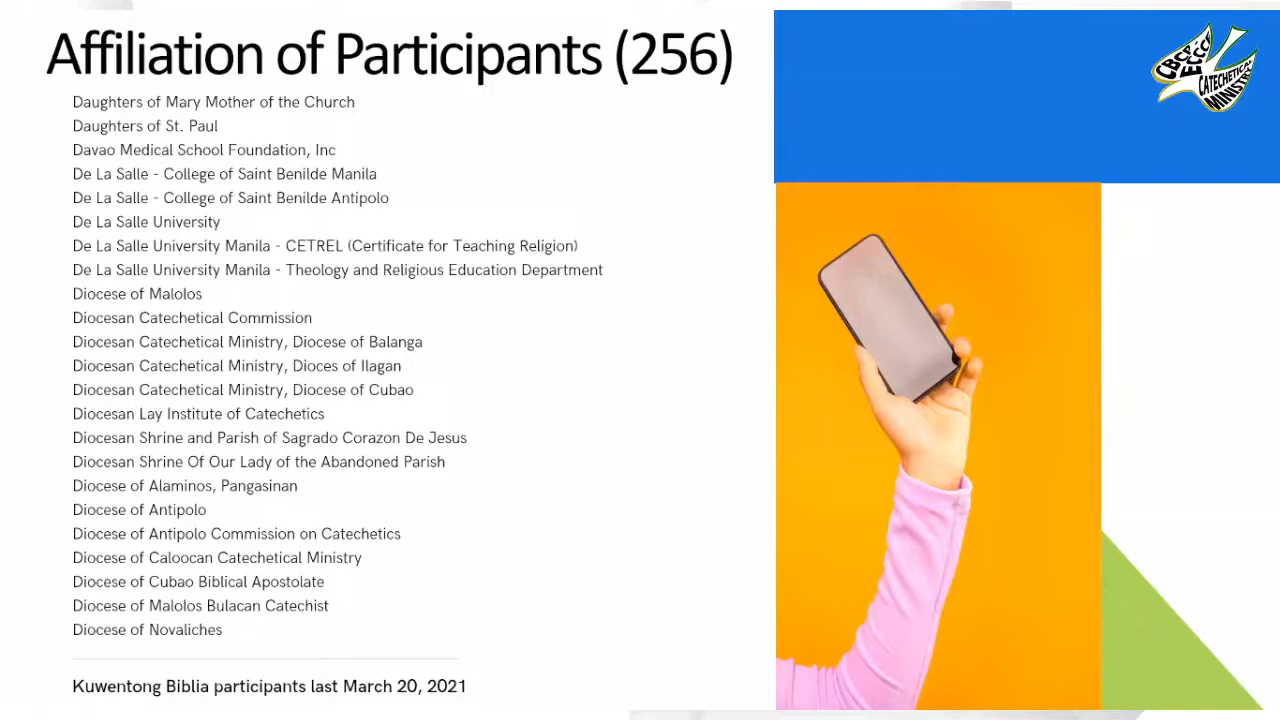 Affiliation of Participants (256)
Daughters of Mary Mother of the Church
Daughters of St. Paul
Davao Medical School Foundation, Inc
De La Salle - College of Saint Benilde Manila
De La Salle - College of Saint Benilde Antipolo
De La Salle University
De La Salle University Manila - CETREL (Certificate for Teaching Religion)
De La Salle University Manila - Theology and Religious Education Department
Diocese of Malolos
Diocesan Catechetical Commission
Diocesan Catechetical Ministry, Diocese of Balanga
Diocesan Catechetical Ministry, Dioces of Ilagan
Diocesan Catechetical Ministry, Diocese of Cubao
Diocesan Lay Institute of Catechetics
Diocesan Shrine and Parish of Sagrado Corazon De Jesus
Diocesan Shrine Of Our Lady of the Abandoned Parish
Diocese of Alaminos, Pangasinan
Diocese of Antipolo
Diocese of Antipolo Commission on Catechetics
Diocese of Caloocan Catechetical Ministry
Diocese of Cubao Biblical Apostolate
Diocese of Malolos Bulacan Catechist
Diocese of Novaliches
Kuwentong Biblia participants last March 20, 2021
CBCP
ECCCE
CATECHETICAL
MINISTRY